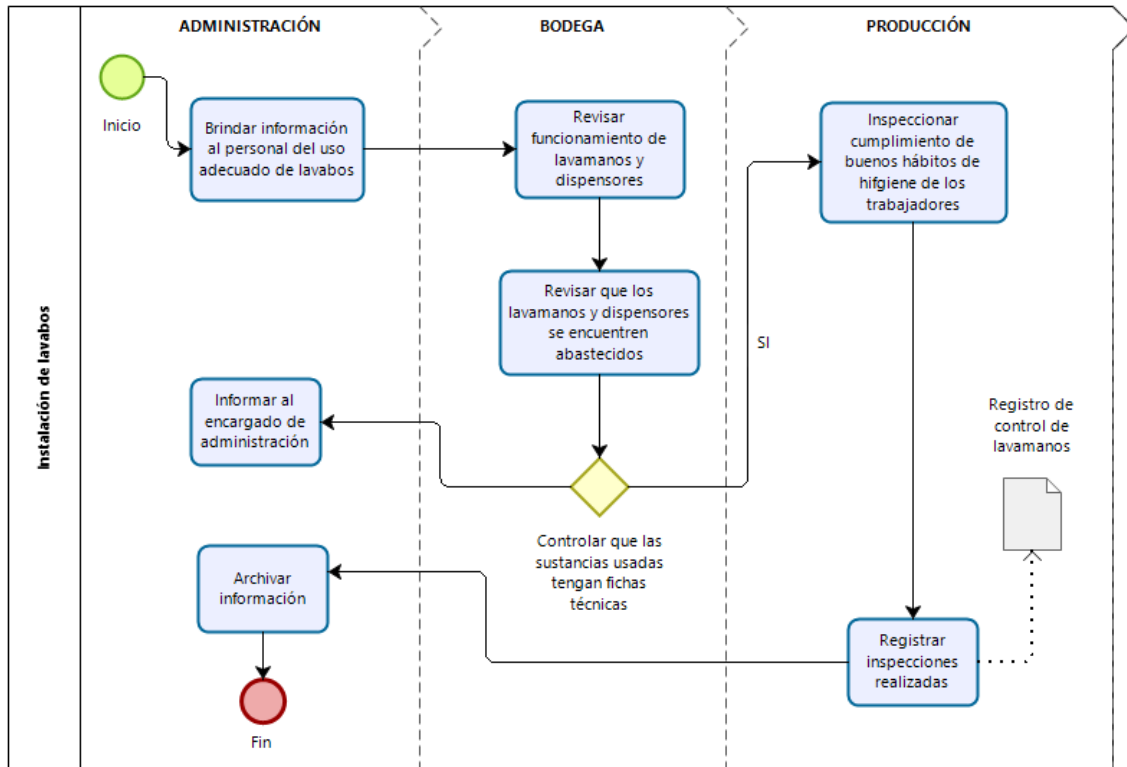 Instalación de lavabos
ADMINISTRACIÓN
BODEGA
PRODUCCIÓN
Inicio
Brindar información
al personal del uso
adecuado de lavabos
Revisar
funcionamiento de
lavamanos y
dispensores
Inspeccionar
cumplimiento de
buenos hábitos de
hifgiene de los
trabajadores
Revisar que los
lavamanos y dispensores
se encuentren
abastecidos
SI
Informar al
encargado de
administración
Registro de
control de
lavamanos
Controlar que las
sustancias usadas
tengan fichas
técnicas
Archivar
información
Registrar
inspecciones
realizadas
Fin